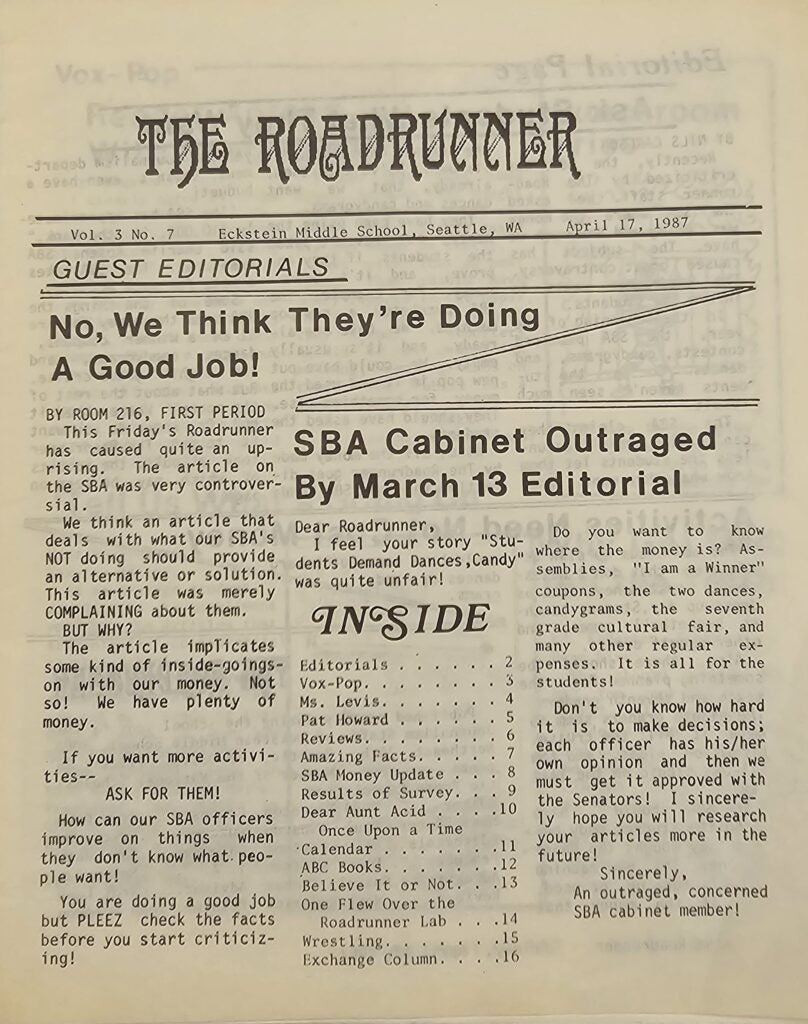 THE ROADRUNNER
Vol. 3 No. 7 Eckstein Middle School, Seattle, WA April 17, 1987
GUEST EDITORIALS
No, We Think They're Doing
A Good Job!
BY ROOM 216, FIRST PERIOD
This Friday's Roadrunner
has caused quite an up-
rising. The article on
the SBA was very controver-
sial.
We think an article that
deals with what our SBA's
NOT doing should provide
an alternative or solution.
This article was merely
COMPLAINING about them.
BUT WHY?
The article implicates
some kind of inside-goings-
on with our money. Not
so! We have plenty of
money.
If you want more activi-
ties--
ASK FOR THEM!
How can our SBA officers
improve on things when
they don't know what peo-
ple want!
You are doing a good job
but PLEEZ check the facts
before you start criticiz-
ing!
SBA Cabinet Outraged
By March 13 Editorial
Dear Roadrunner,
I feel your story "Stu-
dents Demand Dances,Candy"
was quite unfair!
INSIDE
Editorials . . . . . . 2
Vox-Pop. . . . . . . . 3
Ms. Levis. . . . . . . 4
Pat Howard . . . . . . 5
Reviews. . . . . . . . 6
Amazing Facts. . . . . 7
SBA Money Update . . . 8
Results of Survey. . . 9
Dear Aunt Acid . . . .10
Once Upon a Time
Calendar . . . . . . .11
ABC Books. . . . . . .12
Believe It or Not. . .13
One Flew Over the
Roadrunner Lab . . .14
Wrestling. . . . . . .15
Exchange Column. . . .16
Do you want to know
where the money is? As-
semblies, "I am a Winner"
coupons, the two dances,
candygrams, the seventh
grade cultural fair, and
many other regular ex-
penses. It is all for the
students!
Don't you know how hard
it is to make decisions;
each officer has his/her
own opinion and then we
must get it approved with
the Senators! I sincere-
ly hope you will research
your articles more in the
future!
Sincerely,
An outraged, concerned
SBA cabinet member!